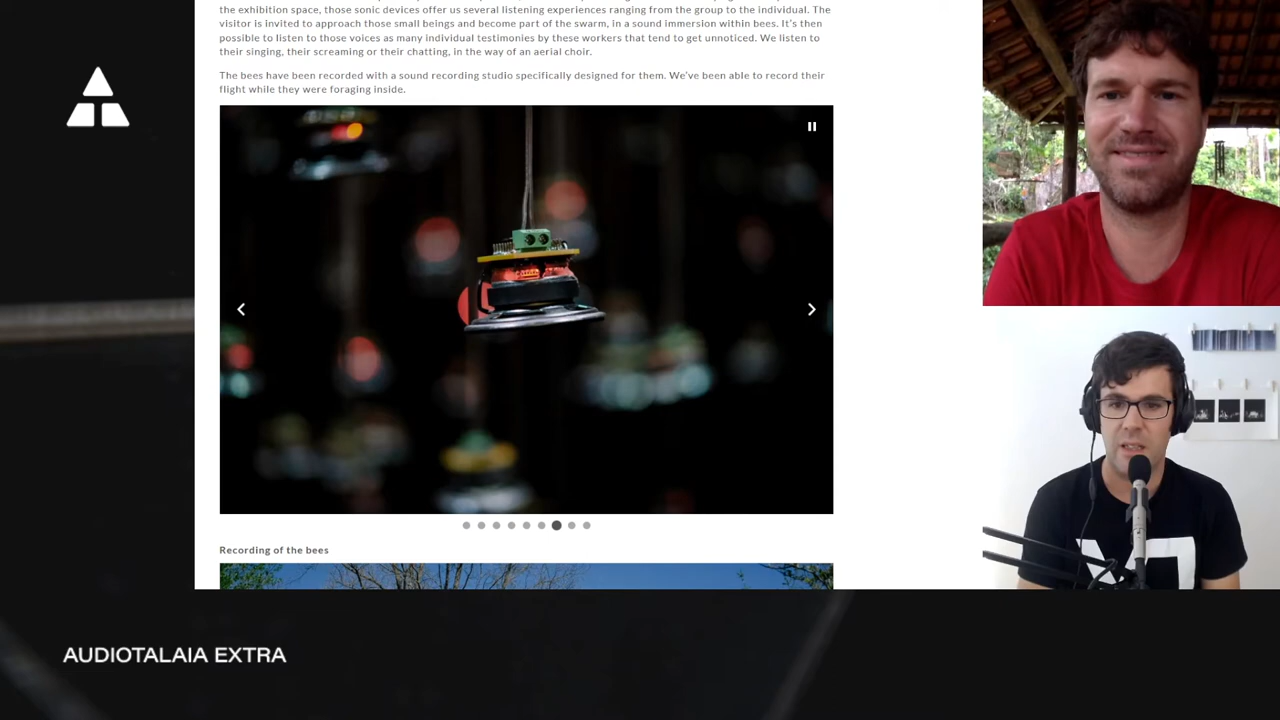 the exhibition space, those sonic devices offer us several listening experiences ranging from the group to the individual. The
visitor is invited to approach those small beings and become part of the swarm, in a sound immersion within bees. It's then
possible to listen to those voices as many individual testimonies by these workers that tend to get unnoticed. We listen to
their singing, their screaming or their chatting, in the way of an aerial choir.
The bees have been recorded with a sound recording studio specifically designed for them. We've been able to record their
flight while they were foraging inside.
Recording of the bees
AUDIOTALAIA EXTRA